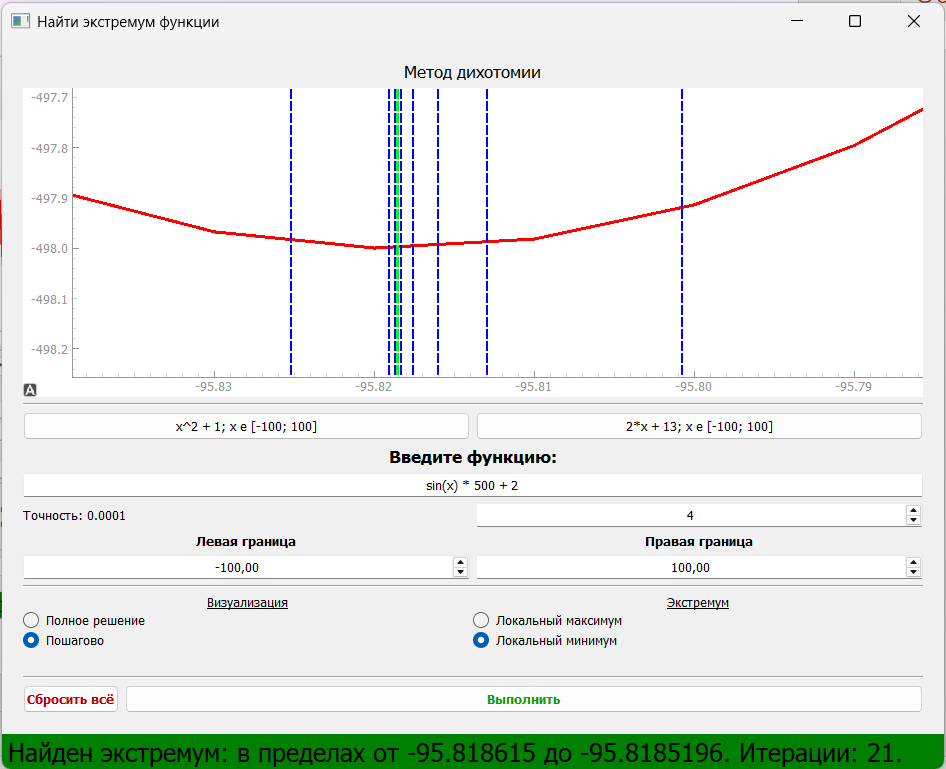 Найти экстремум функции
Метод дихотомии
-497.7
-497.8
-497.9
-498.0
-498.1
-498.2
-95.83 -95.82 -95.81 -95.80 -95.79
A
x^2 + 1; x e [-100; 100] 2*x + 13; x e [-100; 100]
Введите функцию:
sin(x) * 500 + 2
Точность: 0.0001 4
Левая граница Правая граница
-100,00 100,00
Визуализация Экстремум
Полное решение Локальный максимум
Пошагово Локальный минимум
Сбросить всё Выполнить
Найден экстремум: в пределах от -95.818615 до -95.8185196. Итерации: 21.